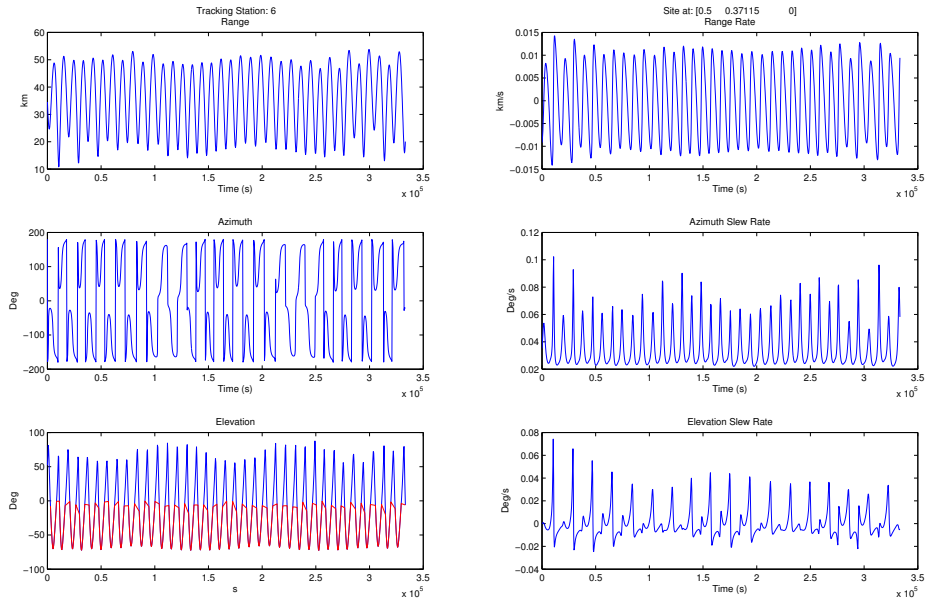 Tracking Station: 6
Range
60
50
40
30
20
10
km
0 0.5 1 1.5 2 2.5 3 3.5
Time (s)
x 10^5
Site at: [0.5 0.37115 0]
Range Rate
0.015
0.01
0.005
0
−0.005
−0.01
−0.015
km/s
0 0.5 1 1.5 2 2.5 3 3.5
Time (s)
x 10^5
Azimuth
200
100
0
−100
−200
Deg
0 0.5 1 1.5 2 2.5 3 3.5
Time (s)
x 10^5
Azimuth Slew Rate
0.12
0.1
0.08
0.06
0.04
0.02
Deg/s
0 0.5 1 1.5 2 2.5 3 3.5
Time (s)
x 10^5
Elevation
100
50
0
−50
−100
Deg
0 0.5 1 1.5 2 2.5 3 3.5
s
x 10^5
Elevation Slew Rate
0.08
0.06
0.04
0.02
0
−0.02
−0.04
Deg/s
0 0.5 1 1.5 2 2.5 3 3.5
Time (s)
x 10^5